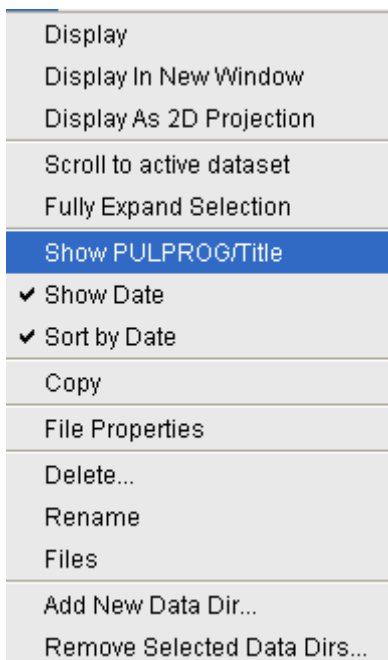 Display
Display In New Window
Display As 2D Projection
Scroll to active dataset
Fully Expand Selection
Show PULPROG/Title
✔ Show Date
✔ Sort by Date
Copy
File Properties
Delete...
Rename
Files
Add New Data Dir...
Remove Selected Data Dirs...